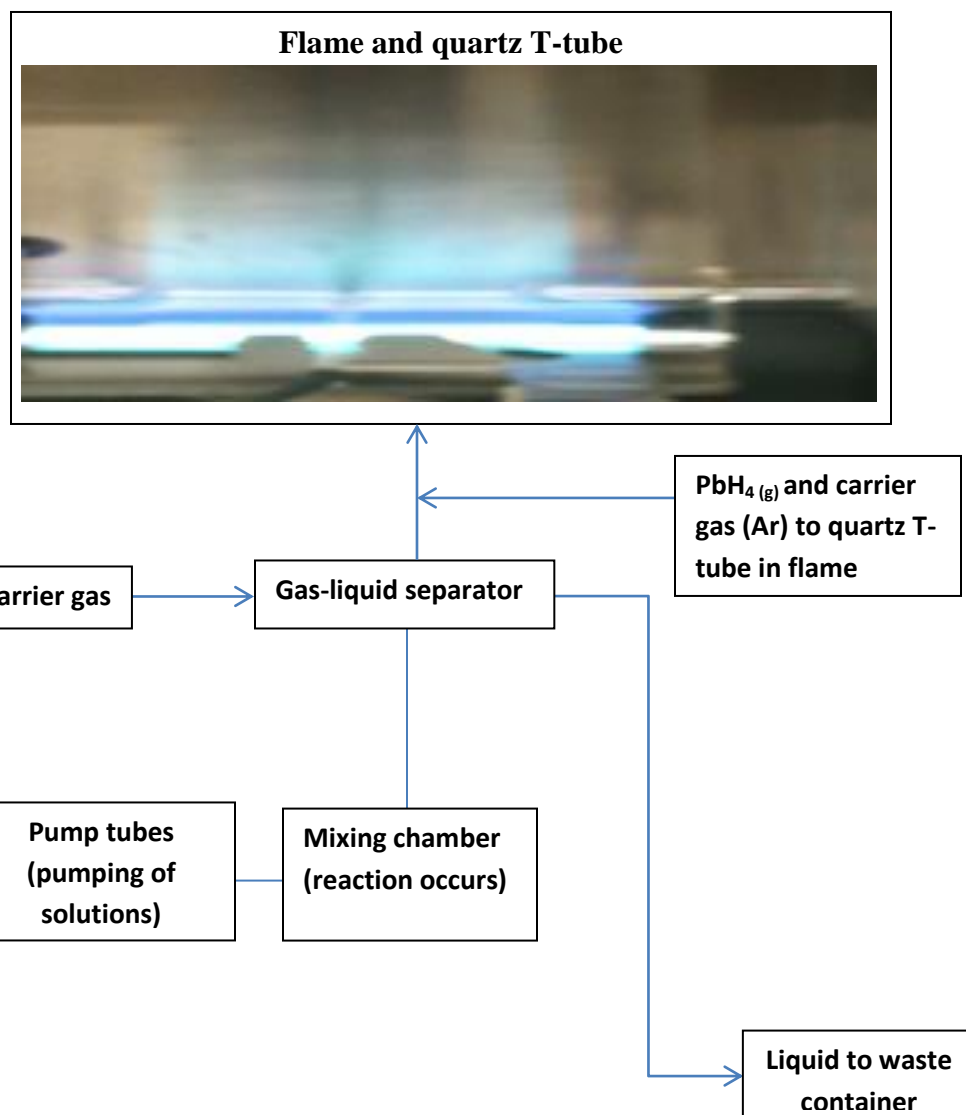 Flame and quartz T-tube
PbH₄ (g) and carrier
gas (Ar) to quartz T-
tube in flame
arrier gas
Gas-liquid separator
Pump tubes
(pumping of
solutions)
Mixing chamber
(reaction occurs)
Liquid to waste
container